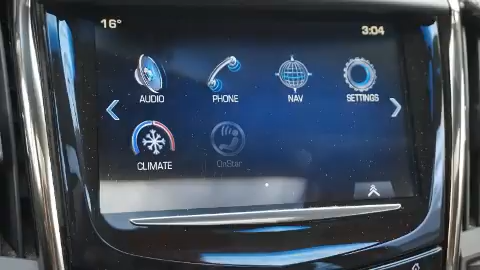 16°
3:04
AUDIO
PHONE
NAV
SETTINGS
CLIMATE
OnStar